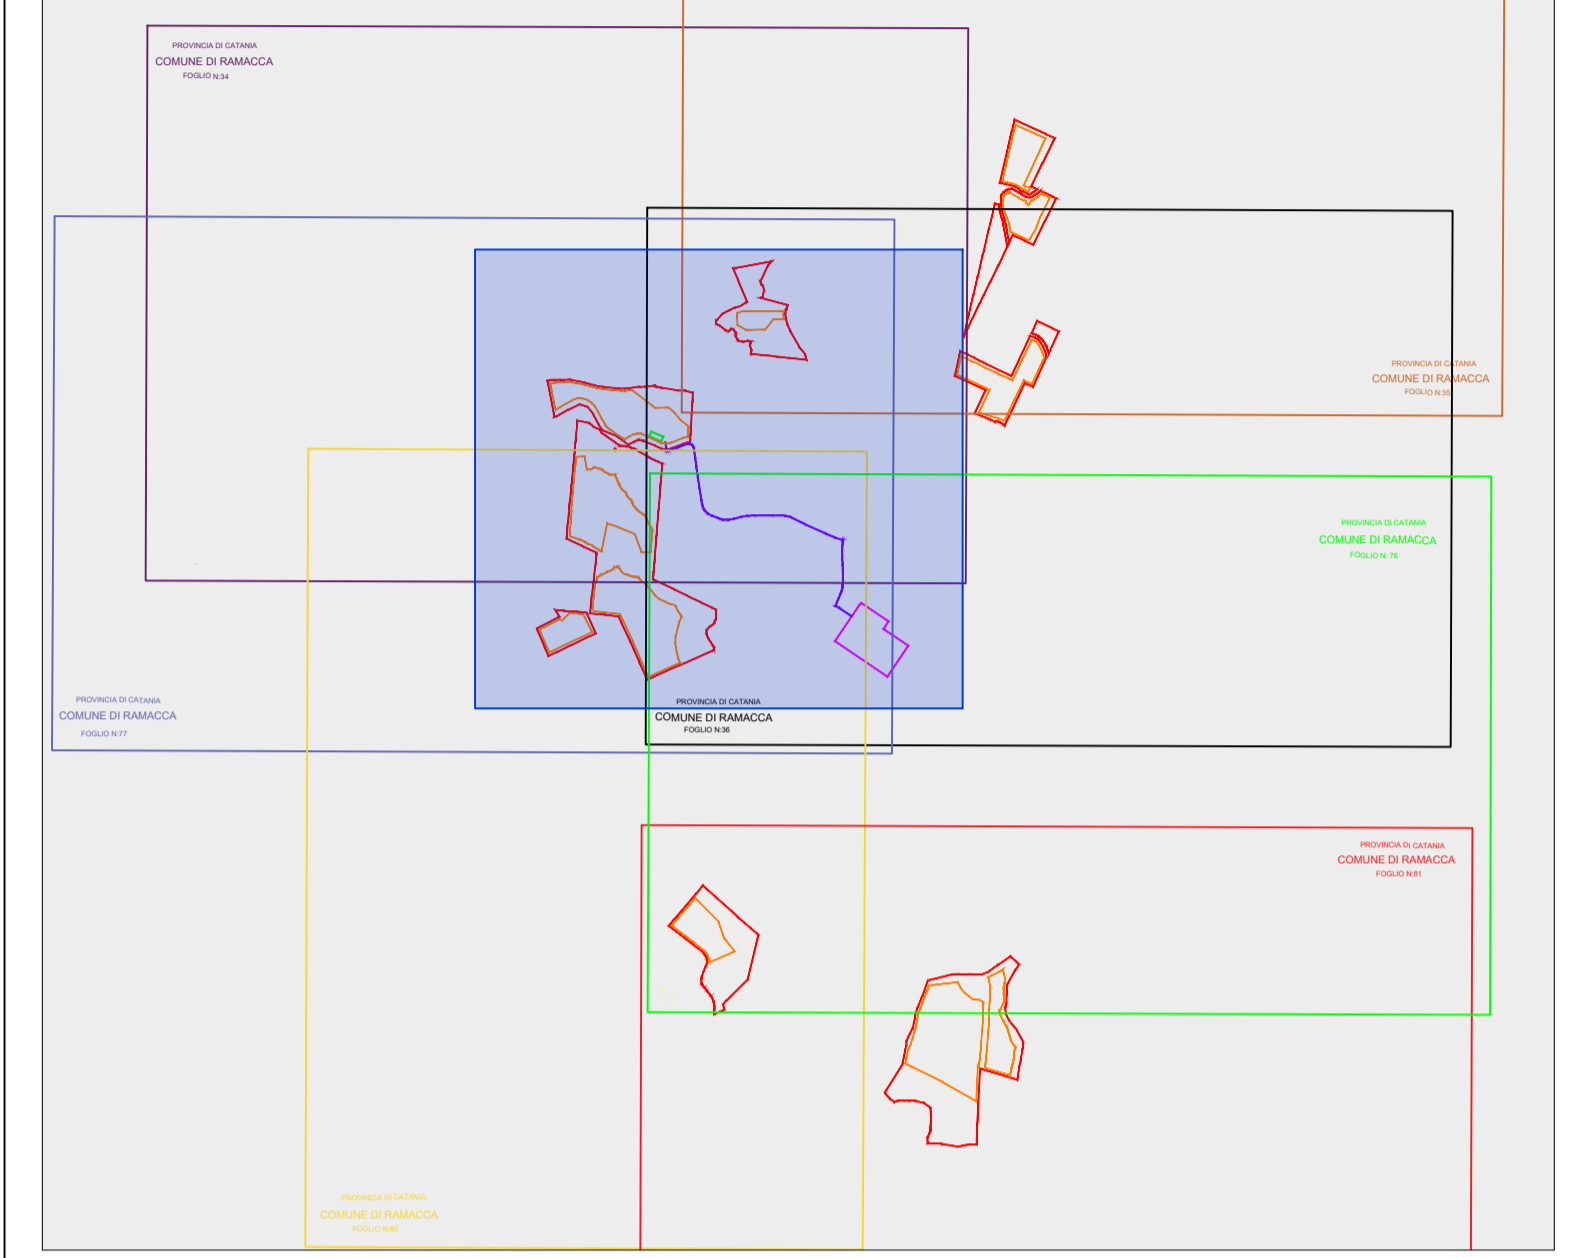 PROVINCIA DI CATANIA
COMUNE DI RAMACCA
FOGLIO N:34
PROVINCIA DI CATANIA
COMUNE DI RAMACCA
FOGLIO N:35
PROVINCIA DI CATANIA
COMUNE DI RAMACCA
FOGLIO N: 76
PROVINCIA DI CATANIA
COMUNE DI RAMACCA
FOGLIO N:77
PROVINCIA DI CATANIA
COMUNE DI RAMACCA
FOGLIO N:36
PROVINCIA DI CATANIA
COMUNE DI RAMACCA
FOGLIO N:81
PROVINCIA DI CATANIA
COMUNE DI RAMACCA
FOGLIO N:80